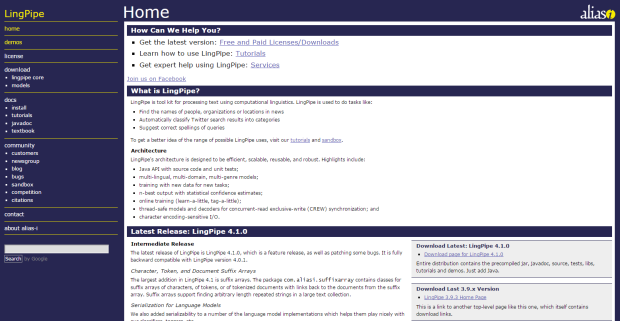 LingPipe
home
demos
license
download
lingpipe core
models
docs
install
tutorials
javadoc
textbook
community
customers
newsgroup
blog
bugs
sandbox
competition
citations
contact
about alias-i
Search by Google
Home
alias-i
How Can We Help You?
Get the latest version: Free and Paid Licenses/Downloads
Learn how to use LingPipe: Tutorials
Get expert help using LingPipe: Services
Join us on Facebook
What is LingPipe?
LingPipe is tool kit for processing text using computational linguistics. LingPipe is used to do tasks like:
Find the names of people, organizations or locations in news
Automatically classify Twitter search results into categories
Suggest correct spellings of queries
To get a better idea of the range of possible LingPipe uses, visit our tutorials and sandbox.
Architecture
LingPipe's architecture is designed to be efficient, scalable, reusable, and robust. Highlights include:
Java API with source code and unit tests;
multi-lingual, multi-domain, multi-genre models;
training with new data for new tasks;
n-best output with statistical confidence estimates;
online training (learn-a-little, tag-a-little);
thread-safe models and decoders for concurrent-read exclusive-write (CREW) synchronization; and
character encoding-sensitive I/O.
Latest Release: LingPipe 4.1.0
Intermediate Release
The latest release of LingPipe is LingPipe 4.1.0, which is a feature release, as well as patching some bugs. It is fully
backward compatible with LingPipe version 4.0.1.
Character, Token, and Document Suffix Arrays
The largest addition in LingPipe 4.1 is suffix arrays. The package com.aliasi.suffixarray contains classes for
suffix arrays of characters, of tokens, or of tokenized documents with links back to the documents from the suffix
array. Suffix arrays support finding arbitrary length repeated strings in a large text collection.
Serialization for Language Models
We also added serializability to a number of the language model implementations which helps them play nicely with
Download Latest: LingPipe 4.1.0
Download page for LingPipe 4.1.0
Entire distribution contains the precompiled jar, javadoc, source, tests, libs,
tutorials and demos. Just add Java.
Download Last 3.9.x Version
LingPipe 3.9.3 Home Page
This is a link to another top-level page like this one, which itself contains
download links.